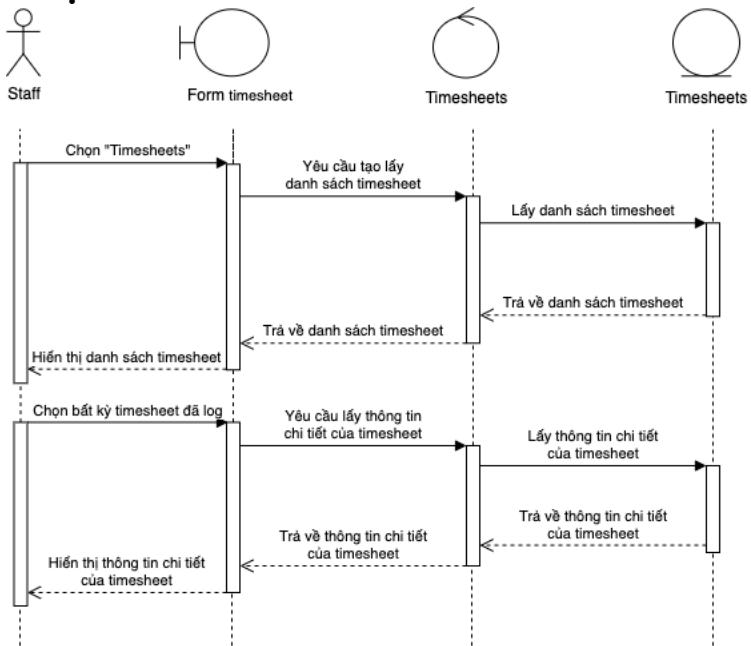 Staff
Form timesheet
Timesheets
Timesheets
Chọn "Timesheets"
Yêu cầu tạo lấy
danh sách timesheet
Lấy danh sách timesheet
Trả về danh sách timesheet
Trả về danh sách timesheet
Hiển thị danh sách timesheet
Chọn bất kỳ timesheet đã log
Yêu cầu lấy thông tin
chi tiết của timesheet
Lấy thông tin chi tiết
của timesheet
Trả về thông tin chi tiết
của timesheet
Trả về thông tin chi tiết
của timesheet
Hiển thị thông tin chi tiết
của timesheet